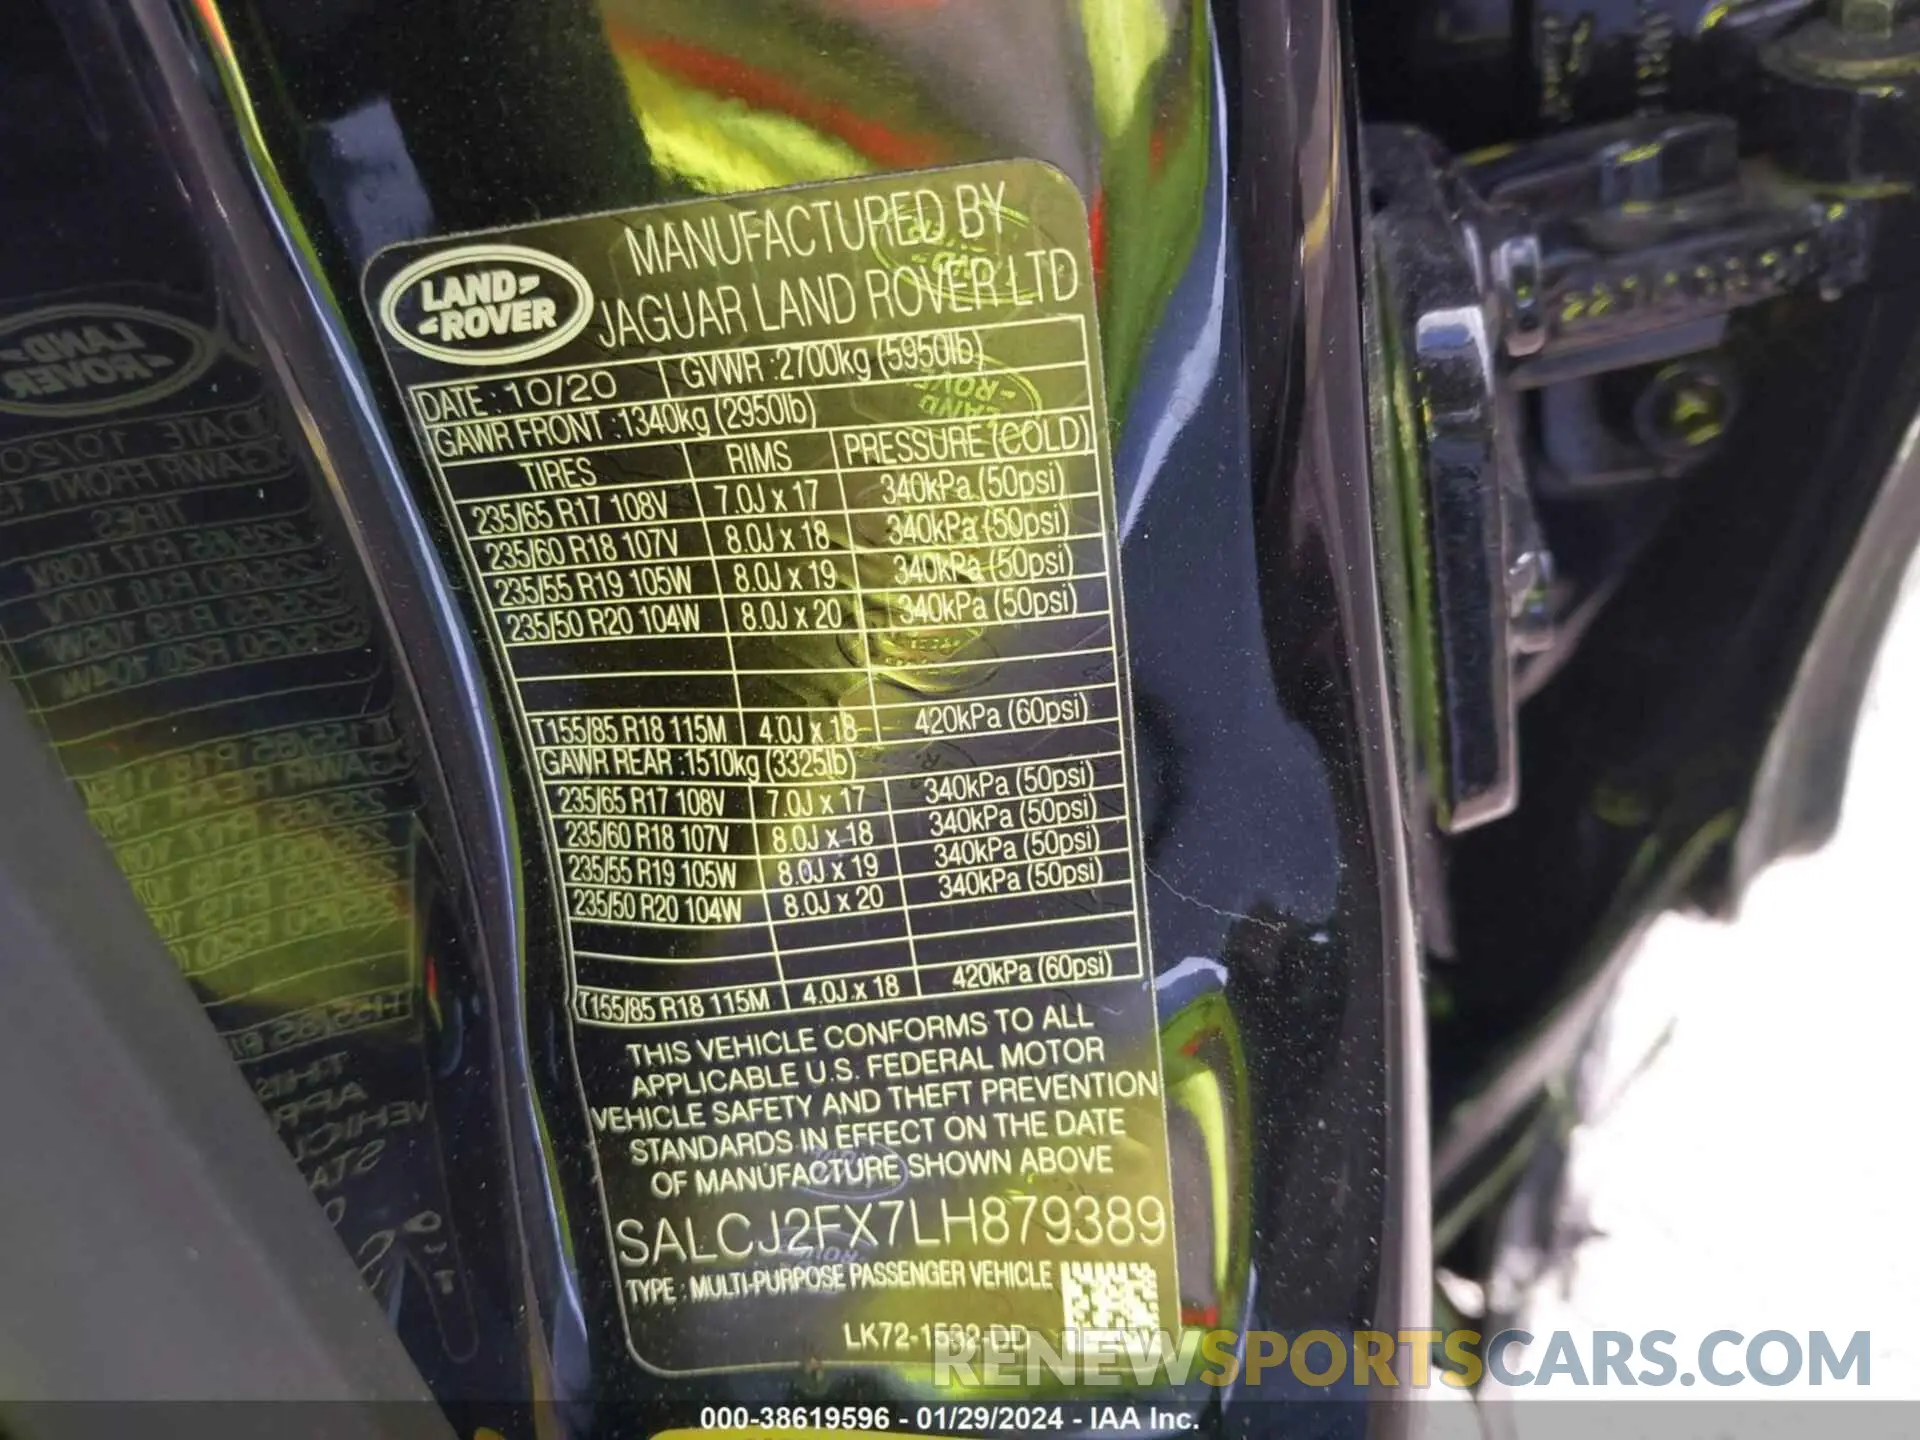 LAND ROVER
MANUFACTURED BY
JAGUAR LAND ROVER LTD
DATE : 10/20 GVWR : 2700kg (5950lb)
GAWR FRONT : 1340kg (2950lb)
TIRES RIMS PRESSURE (COLD)
235/65 R17 108V 7.0J x 17 340kPa (50psi)
235/60 R18 107V 8.0J x 18 340kPa (50psi)
235/55 R19 105W 8.0J x 19 340kPa (50psi)
235/50 R20 104W 8.0J x 20 340kPa (50psi)
T155/85 R18 115M 4.0J x 18 420kPa (60psi)
GAWR REAR : 1510kg (3325lb)
235/65 R17 108V 7.0J x 17 340kPa (50psi)
235/60 R18 107V 8.0J x 18 340kPa (50psi)
235/55 R19 105W 8.0J x 19 340kPa (50psi)
235/50 R20 104W 8.0J x 20 340kPa (50psi)
T155/85 R18 115M 4.0J x 18 420kPa (60psi)
THIS VEHICLE CONFORMS TO ALL
APPLICABLE U.S. FEDERAL MOTOR
VEHICLE SAFETY AND THEFT PREVENTION
STANDARDS IN EFFECT ON THE DATE
OF MANUFACTURE SHOWN ABOVE
SALCJ2FX7LH879389
TYPE : MULTI-PURPOSE PASSENGER VEHICLE
LK72-1532-DD
RENEWSPORTSCARS.COM
000-38619596 - 01/29/2024 - IAA Inc.